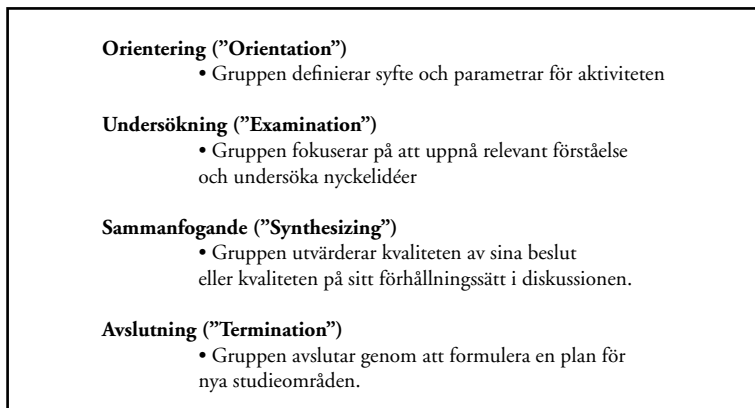 Orientering (”Orientation”)
• Gruppen definierar syfte och parametrar för aktiviteten
Undersökning (”Examination”)
• Gruppen fokuserar på att uppnå relevant förståelse
och undersöka nyckelidéer
Sammanfogande (”Synthesizing”)
• Gruppen utvärderar kvaliteten av sina beslut
eller kvaliteten på sitt förhållningssätt i diskussionen.
Avslutning (”Termination”)
• Gruppen avslutar genom att formulera en plan för
nya studieområden.